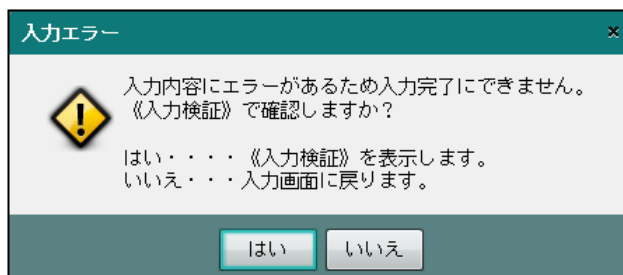 入力エラー
×
入力内容にエラーがあるため入力完了にできません。
《入力検証》で確認しますか？
はい・・・・《入力検証》を表示します。
いいえ・・・入力画面に戻ります。
はい
いいえ